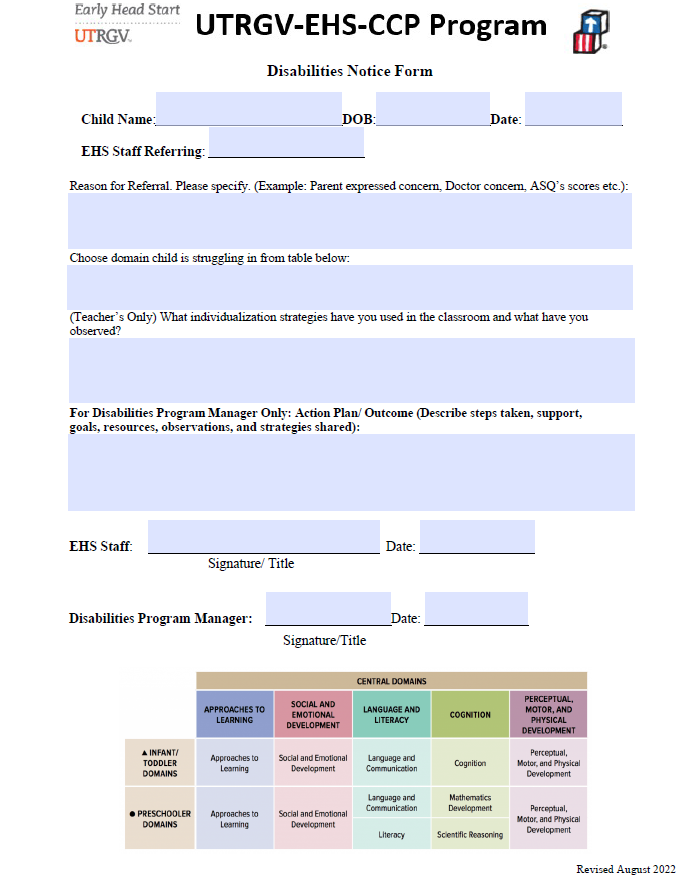 Early Head Start
UTRGV
UTRGV-EHS-CCP Program
Disabilities Notice Form
Child Name: DOB: Date:
EHS Staff Referring:
Reason for Referral. Please specify. (Example: Parent expressed concern, Doctor concern, ASQ’s scores etc.):
Choose domain child is struggling in from table below:
(Teacher’s Only) What individualization strategies have you used in the classroom and what have you
observed?
For Disabilities Program Manager Only: Action Plan/ Outcome (Describe steps taken, support,
goals, resources, observations, and strategies shared):
EHS Staff: Date:
Signature/ Title
Disabilities Program Manager: Date:
Signature/Title
CENTRAL DOMAINS
APPROACHES TO
LEARNING
SOCIAL AND
EMOTIONAL
DEVELOPMENT
LANGUAGE AND
LITERACY
COGNITION
PERCEPTUAL,
MOTOR, AND
PHYSICAL
DEVELOPMENT
▲ INFANT/
TODDLER
DOMAINS
Approaches to
Learning
Social and Emotional
Development
Language and
Communication
Cognition
Perceptual,
Motor, and Physical
Development
● PRESCHOOLER
DOMAINS
Approaches to
Learning
Social and Emotional
Development
Language and
Communication
Literacy
Mathematics
Development
Scientific Reasoning
Perceptual,
Motor, and Physical
Development
Revised August 2022